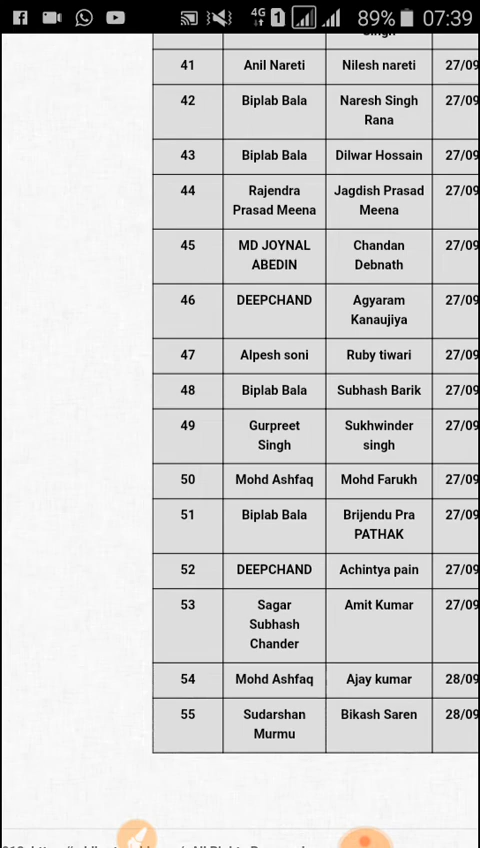 4G 1 89% 07:39
Singh
41 Anil Nareti Nilesh nareti 27/09
42 Biplab Bala Naresh Singh 27/09
Rana
43 Biplab Bala Dilwar Hossain 27/09
44 Rajendra Jagdish Prasad 27/09
Prasad Meena Meena
45 MD JOYNAL Chandan 27/09
ABEDIN Debnath
46 DEEPCHAND Agyaram 27/09
Kanaujiya
47 Alpesh soni Ruby tiwari 27/09
48 Biplab Bala Subhash Barik 27/09
49 Gurpreet Sukhwinder 27/09
Singh singh
50 Mohd Ashfaq Mohd Farukh 27/09
51 Biplab Bala Brijendu Pra 27/09
PATHAK
52 DEEPCHAND Achintya pain 27/09
53 Sagar Amit Kumar 27/09
Subhash
Chander
54 Mohd Ashfaq Ajay kumar 28/09
55 Sudarshan Bikash Saren 28/09
Murmu